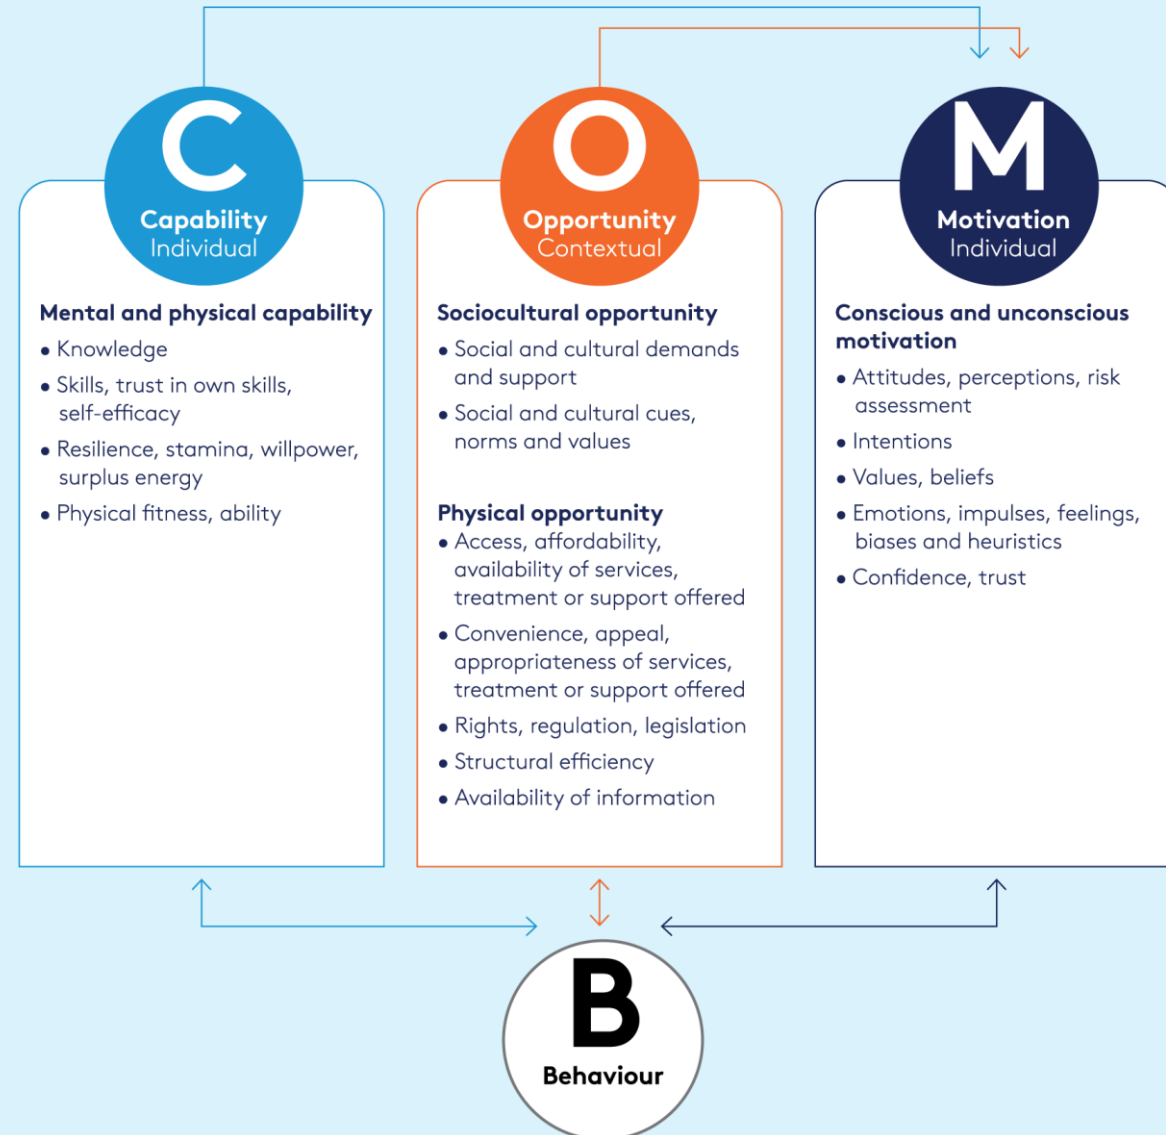 C
Capability
Individual
Mental and physical capability
• Knowledge
• Skills, trust in own skills,
self-efficacy
• Resilience, stamina, willpower,
surplus energy
• Physical fitness, ability
O
Opportunity
Contextual
Sociocultural opportunity
• Social and cultural demands
and support
• Social and cultural cues,
norms and values
Physical opportunity
• Access, affordability,
availability of services,
treatment or support offered
• Convenience, appeal,
appropriateness of services,
treatment or support offered
• Rights, regulation, legislation
• Structural efficiency
• Availability of information
M
Motivation
Individual
Conscious and unconscious
motivation
• Attitudes, perceptions, risk
assessment
• Intentions
• Values, beliefs
• Emotions, impulses, feelings,
biases and heuristics
• Confidence, trust
B
Behaviour